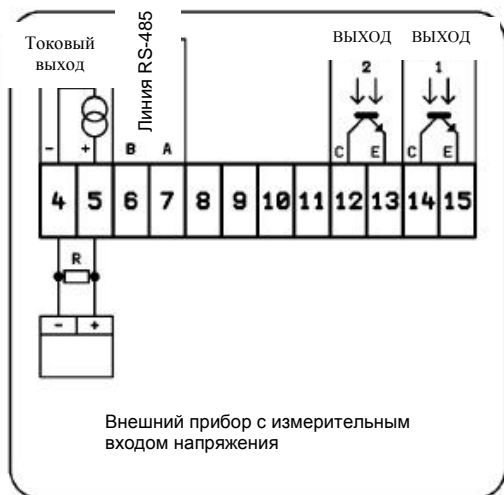 Токовый
выход
Линия RS-485
ВЫХОД ВЫХОД
2 1
- + B A C E C E
4 5 6 7 8 9 10 11 12 13 14 15
R
- +
Внешний прибор с измерительным
входом напряжения